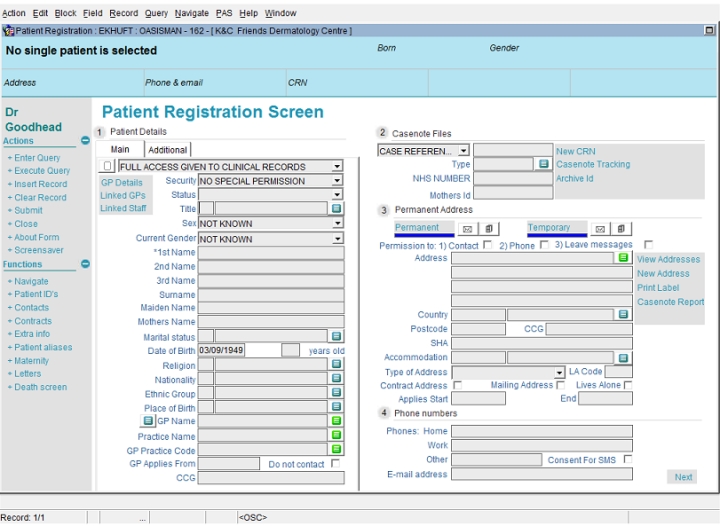 Action Edit Block Field Record Query Navigate PAS Help Window
Patient Registration : EKHUFT : OASISMAN - 162 - [ K&C Friends Dermatology Centre ]
No single patient is selected
Born
Gender
Address
Phone & email
CRN
Dr Goodhead
Actions
+ Enter Query
+ Execute Query
+ Insert Record
+ Clear Record
+ Submit
+ Close
+ About Form
+ Screensaver
Functions
+ Navigate
+ Patient ID's
+ Contacts
+ Contracts
+ Extra info
+ Patient aliases
+ Maternity
+ Letters
+ Death screen
Patient Registration Screen
1 Patient Details
Main Additional
FULL ACCESS GIVEN TO CLINICAL RECORDS
GP Details
Linked GPs
Linked Staff
Security NO SPECIAL PERMISSION
Status
Title
Sex NOT KNOWN
Current Gender NOT KNOWN
*1st Name
2nd Name
3rd Name
Surname
Maiden Name
Mothers Name
Marital status
Date of Birth 03/09/1949 years old
Religion
Nationality
Ethnic Group
Place of Birth
GP Name
Practice Name
GP Practice Code
GP Applies From Do not contact
CCG
2 Casenote Files
CASE REFEREN... New CRN
Type Casenote Tracking
NHS NUMBER Archive Id
Mothers Id
3 Permanent Address
Permanent Temporary
Permission to: 1) Contact 2) Phone 3) Leave messages
Address View Addresses
New Address
Print Label
Casenote Report
Country
Postcode CCG
SHA
Accommodation
Type of Address LA Code
Contract Address Mailing Address Lives Alone
Applies Start End
4 Phone numbers
Phones: Home
Work
Other Consent For SMS
E-mail address
Next
Record: 1/1 ... <OSC>